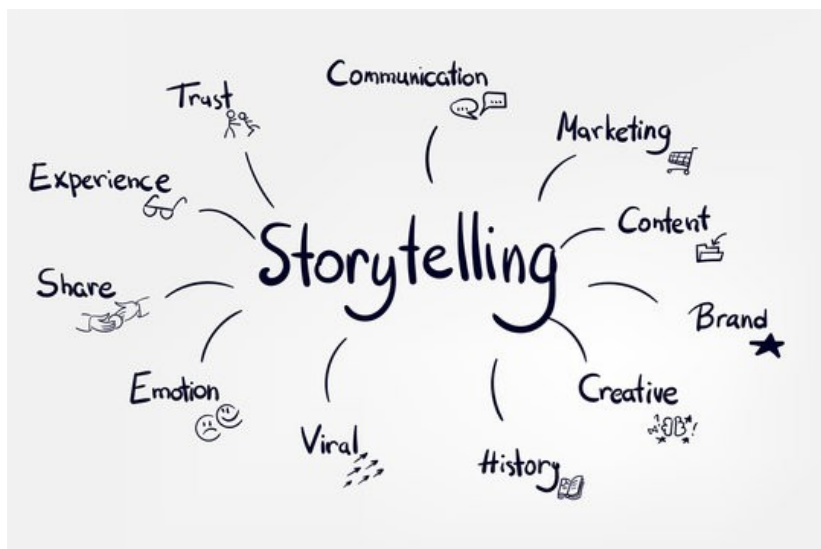 Communication
Trust
Marketing
Experience
Content
Storytelling
Share
Brand
Emotion
Creative
Viral
History